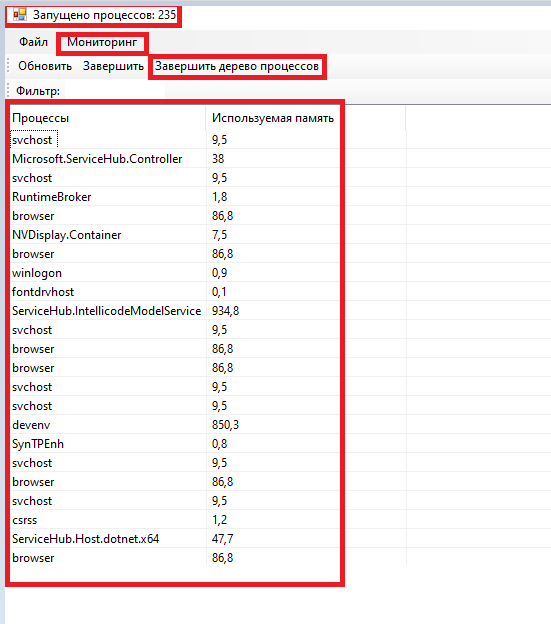 Запущено процессов: 235
Файл Мониторинг
Обновить Завершить Завершить дерево процессов
Фильтр:
Процессы Используемая память
svchost 9,5
Microsoft.ServiceHub.Controller 38
svchost 9,5
RuntimeBroker 1,8
browser 86,8
NVDisplay.Container 7,5
browser 86,8
winlogon 0,9
fontdrvhost 0,1
ServiceHub.IntellicodeModelService 934,8
svchost 9,5
browser 86,8
browser 86,8
svchost 9,5
svchost 9,5
devenv 850,3
SynTPEnh 0,8
svchost 9,5
browser 86,8
svchost 9,5
csrss 1,2
ServiceHub.Host.dotnet.x64 47,7
browser 86,8